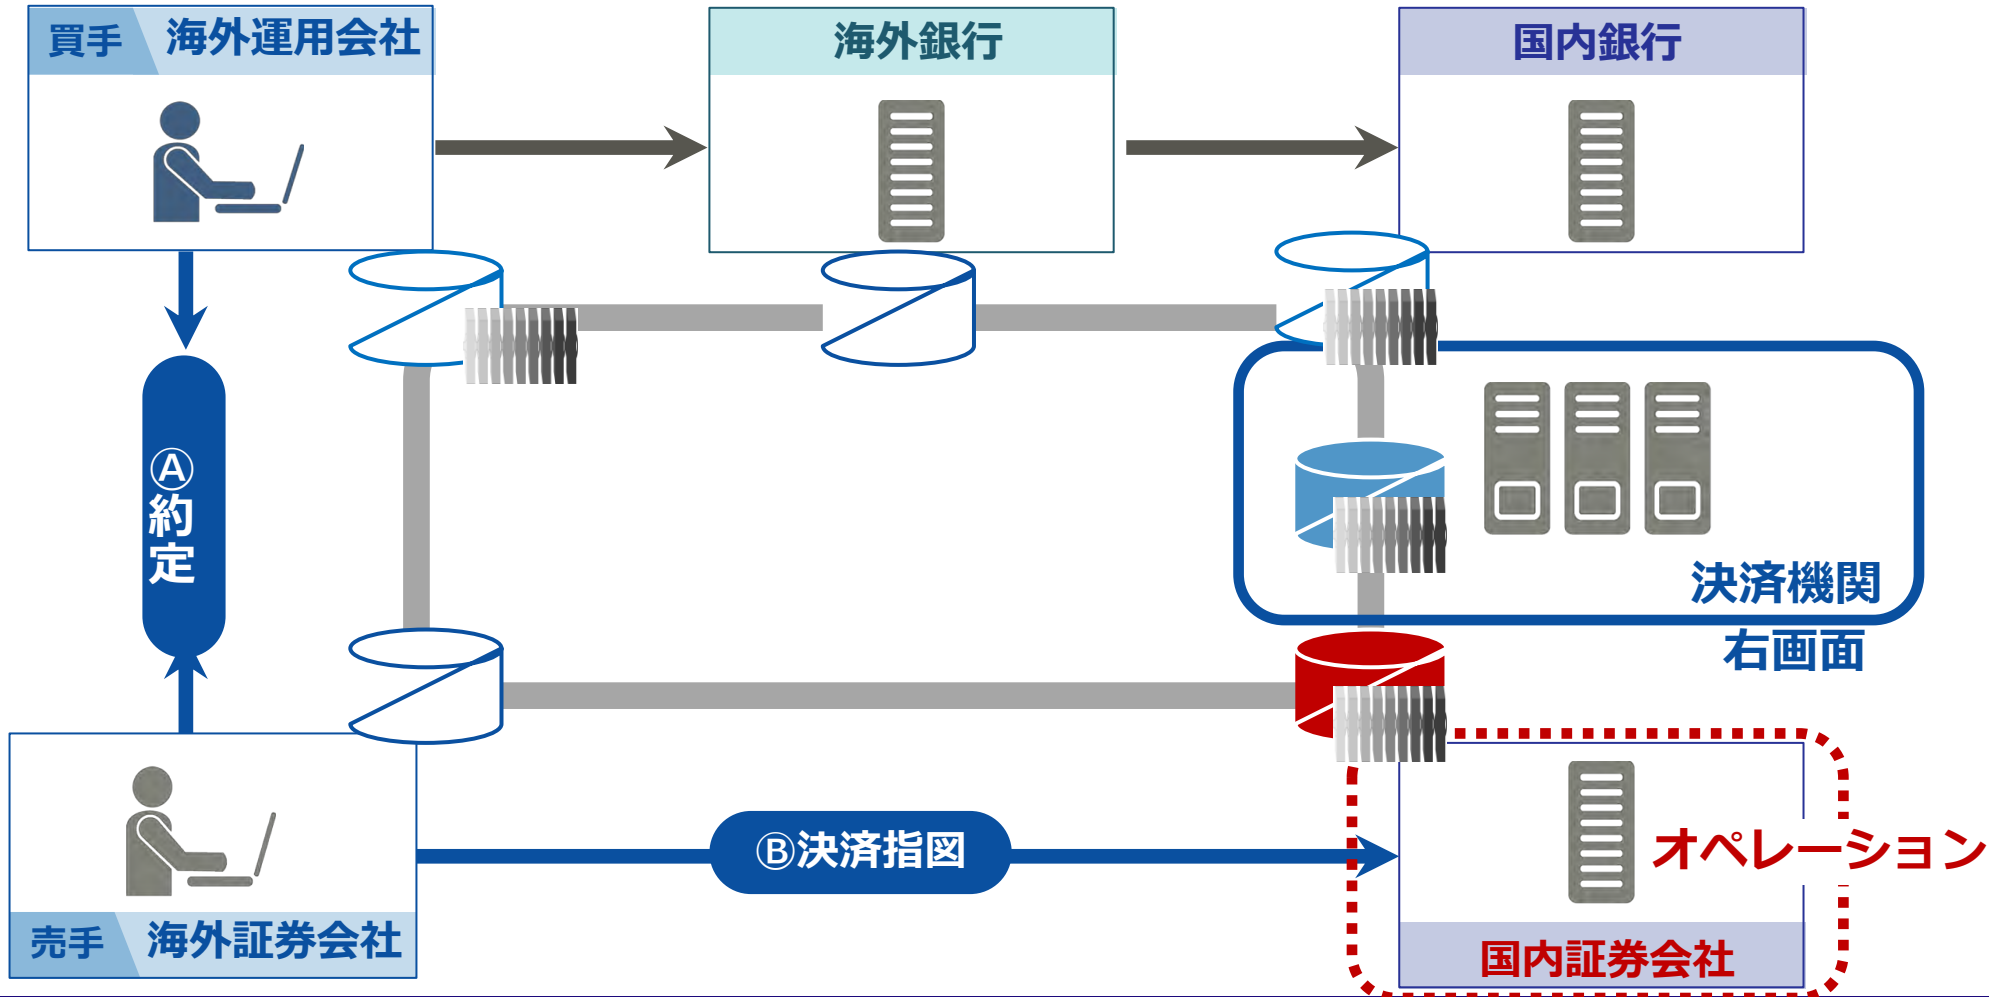 買手 海外運用会社
海外銀行
国内銀行
Ⓐ約定
決済機関
右画面
Ⓑ決済指図
オペレーション
売手 海外証券会社
国内証券会社